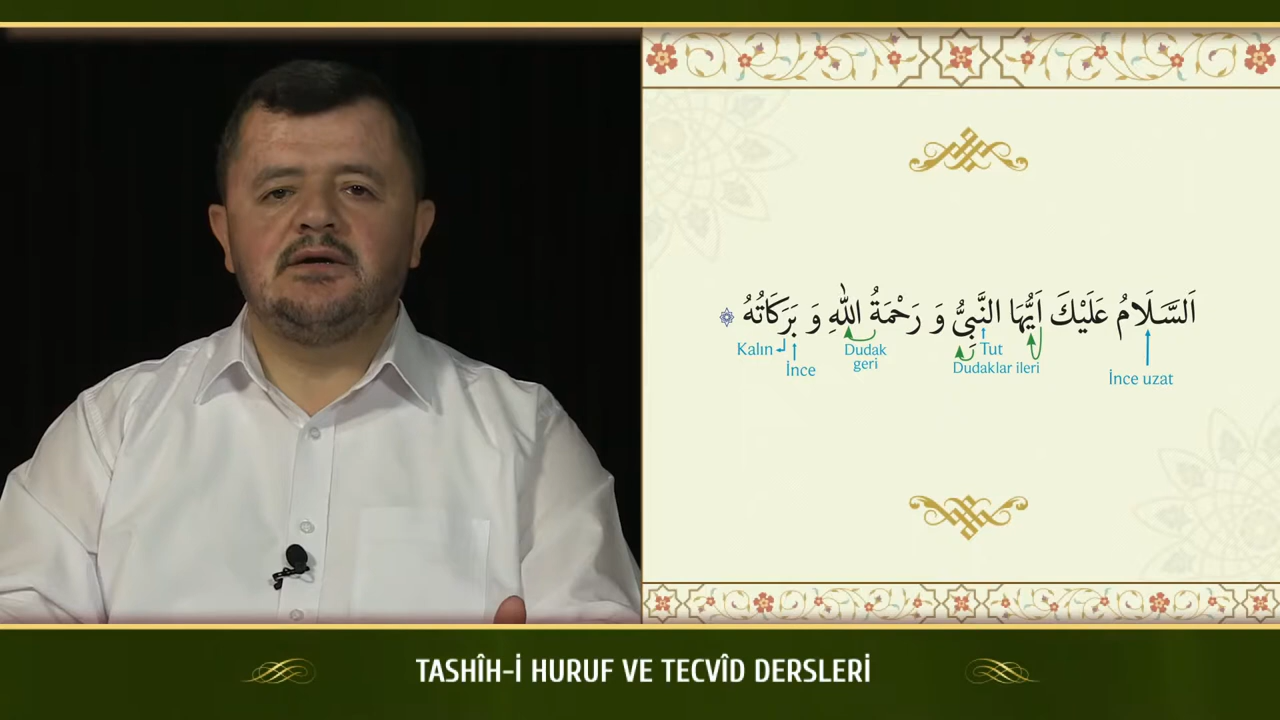 اَلسَّلَامُ عَلَيْكَ اَيُّهَا النَّبِيُّ وَ رَحْمَةُ اللّٰهِ وَ بَرَكَاتُهُ
Kalın
İnce
Dudak
geri
Tut
Dudaklar ileri
İnce uzat
TASHÎH-İ HURUF VE TECVÎD DERSLERİ